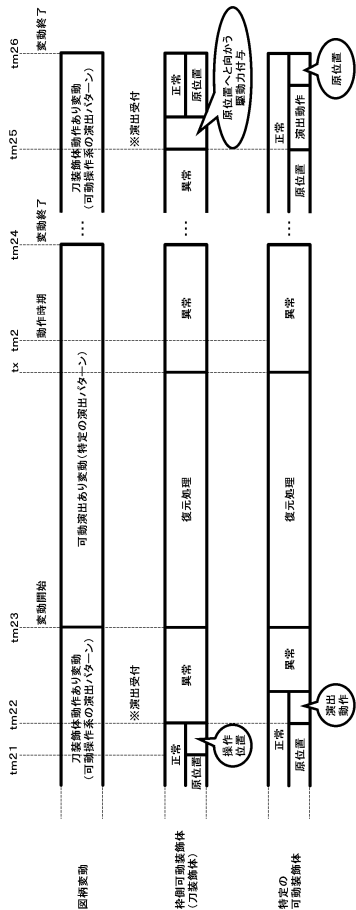 tm21
tm22
tm23
tx
tm2
tm24
tm25
tm26
変動開始
動作時期
変動終了
変動終了
図柄変動
刀装飾体動作あり変動
(可動操作系の演出パターン)
可動演出あり変動(特定の演出パターン)
・・・
刀装飾体動作あり変動
(可動操作系の演出パターン)
※演出受付
※演出受付
枠側可動装飾体
(刀装飾体)
正常
原位置
操作
位置
異常
復元処理
異常
・・・
異常
正常
原位置
原位置へと向かう
駆動力付与
特定の
可動装飾体
正常
原位置
演出
動作
異常
復元処理
異常
・・・
正常
原位置
演出動作
原位置